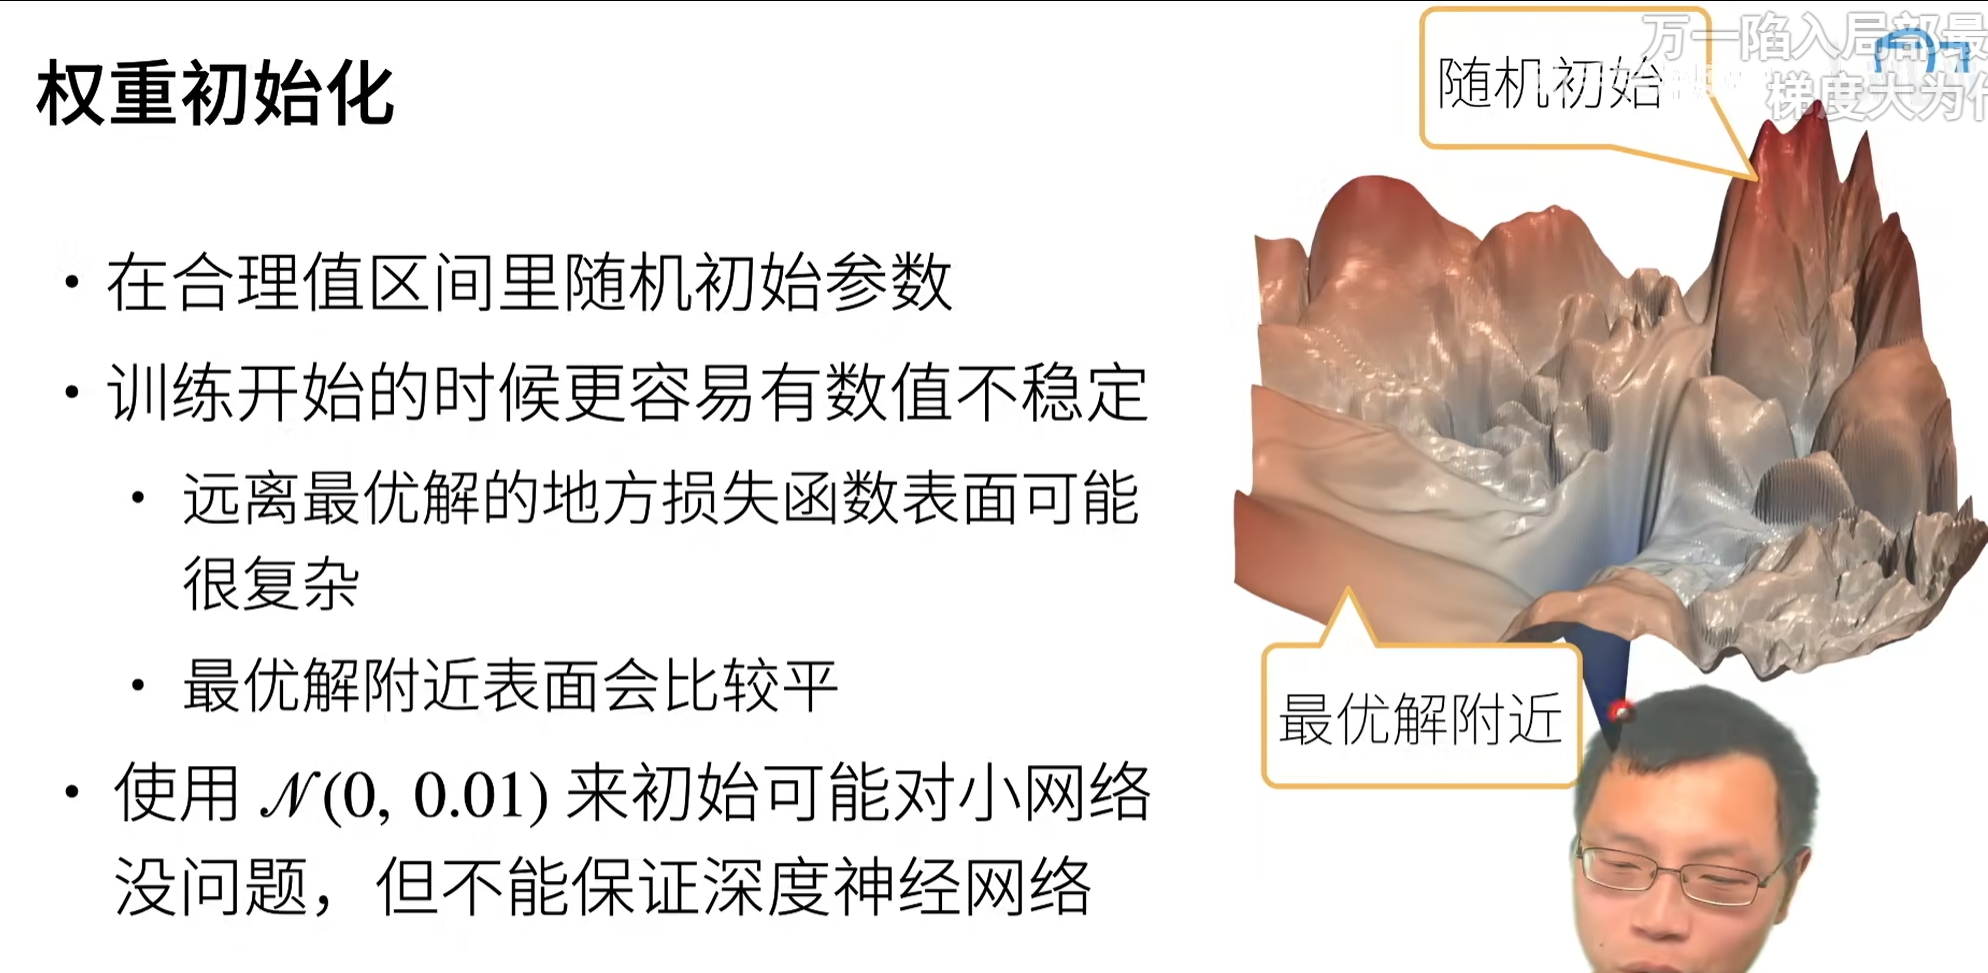 权重初始化
• 在合理值区间里随机初始参数
• 训练开始的时候更容易有数值不稳定
• 远离最优解的地方损失函数表面可能
很复杂
• 最优解附近表面会比较平
• 使用 𝒩(0, 0.01) 来初始可能对小网络
没问题，但不能保证深度神经网络
随机初始
最优解附近
万一陷入局部最
梯度大为什